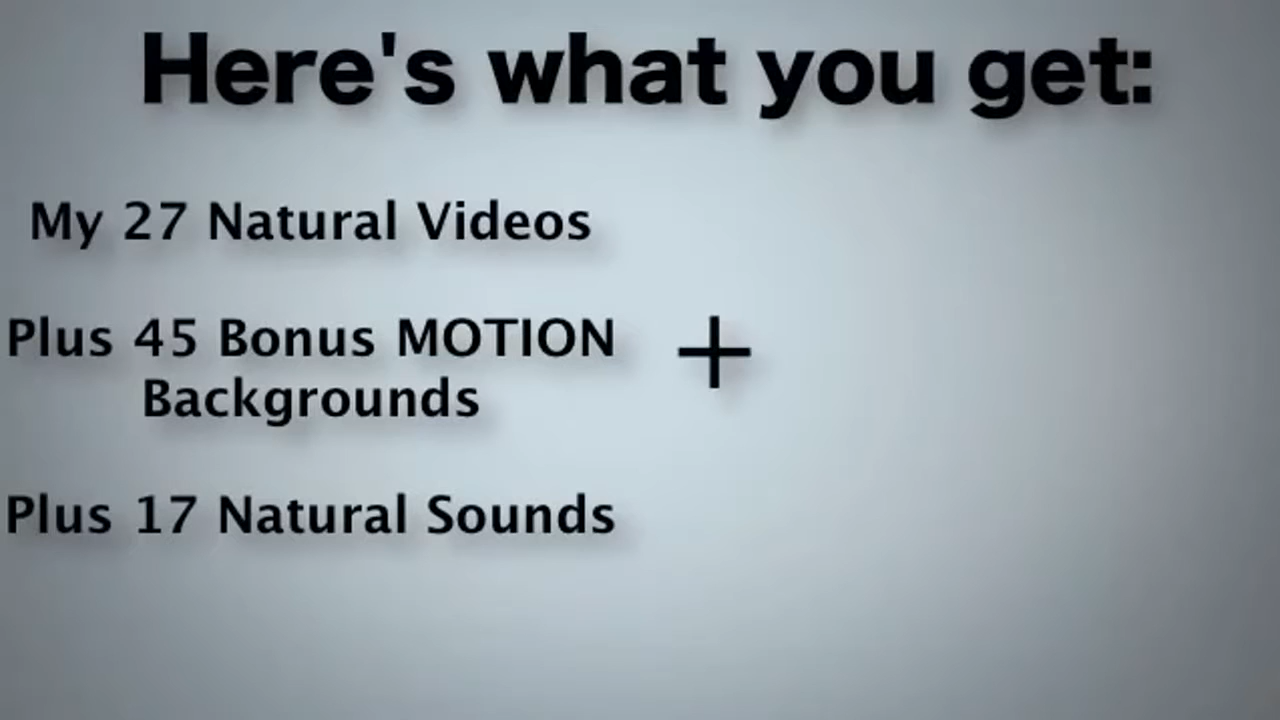 Here's what you get:
My 27 Natural Videos
Plus 45 Bonus MOTION
Backgrounds
+
Plus 17 Natural Sounds